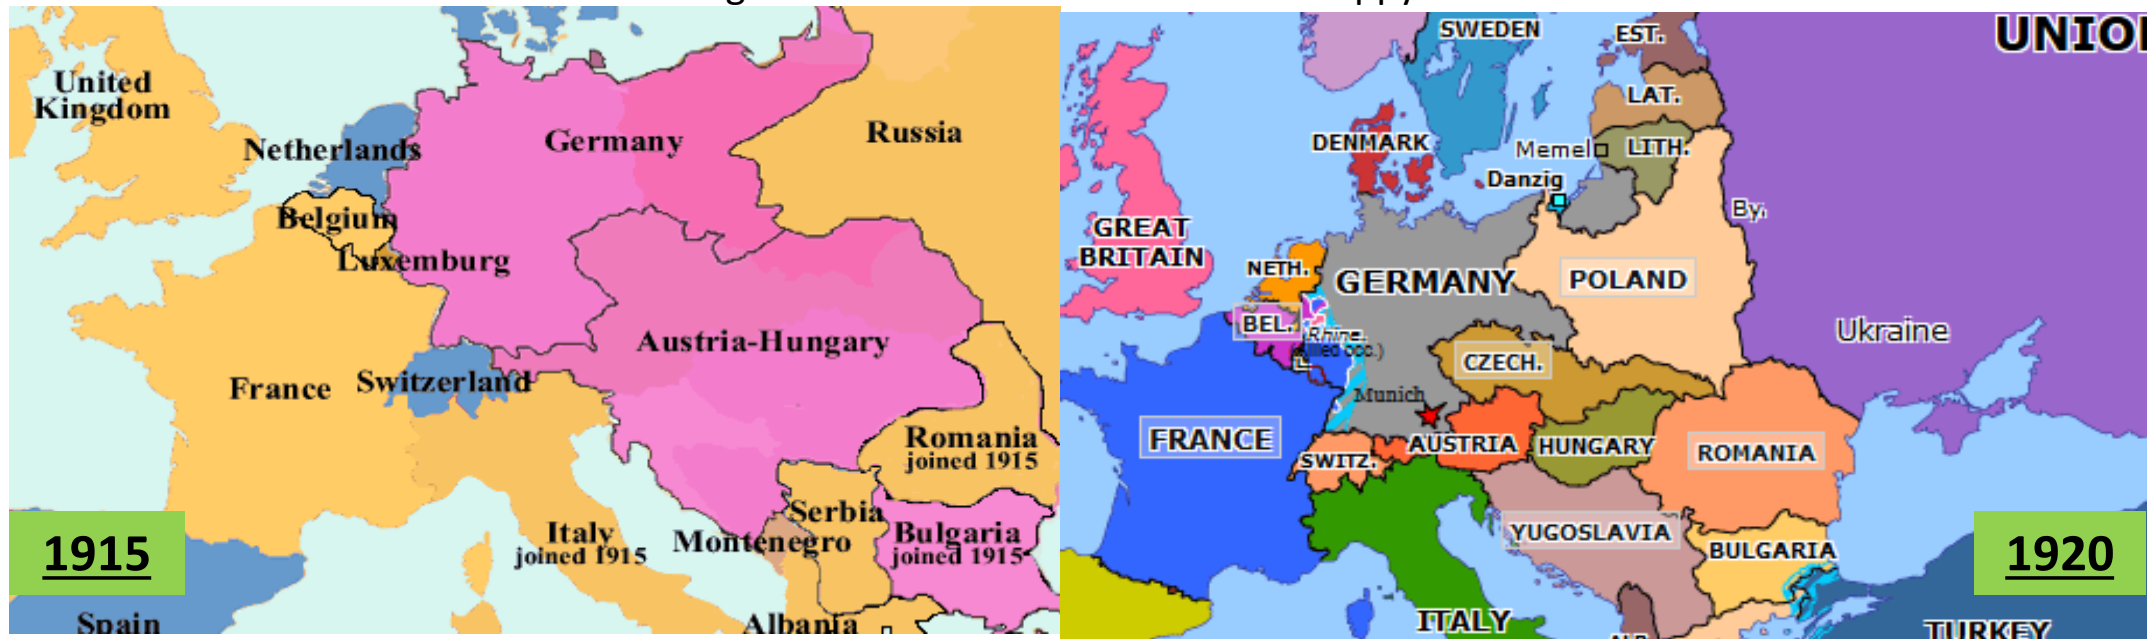 United
Kingdom
Netherlands
Belgium
Luxemburg
Germany
Russia
Austria-Hungary
France
Switzerland
Romania
joined 1915
Serbia
Italy
joined 1915
Montenegro
Bulgaria
joined 1915
1915
Spain
Albania
UNIO
SWEDEN
EST.
LAT.
DENMARK
Memel
LITH.
Danzig
By.
GREAT
BRITAIN
NETH.
GERMANY
POLAND
BEL.
Rhine.
occ.)
Ukraine
CZECH.
Munich
FRANCE
SWITZ.
AUSTRIA
HUNGARY
ROMANIA
YUGOSLAVIA
BULGARIA
1920
ITALY
TURKEY